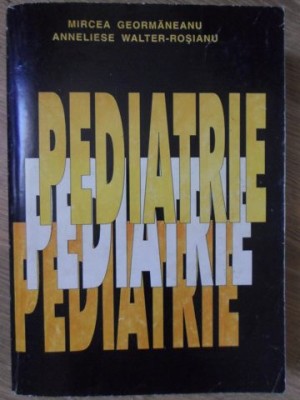 MIRCEA GEORMĂNEANU
ANNELIESE WALTER-ROȘIANU
PEDIATRIE
PEDIATRIE
PEDIATRIE